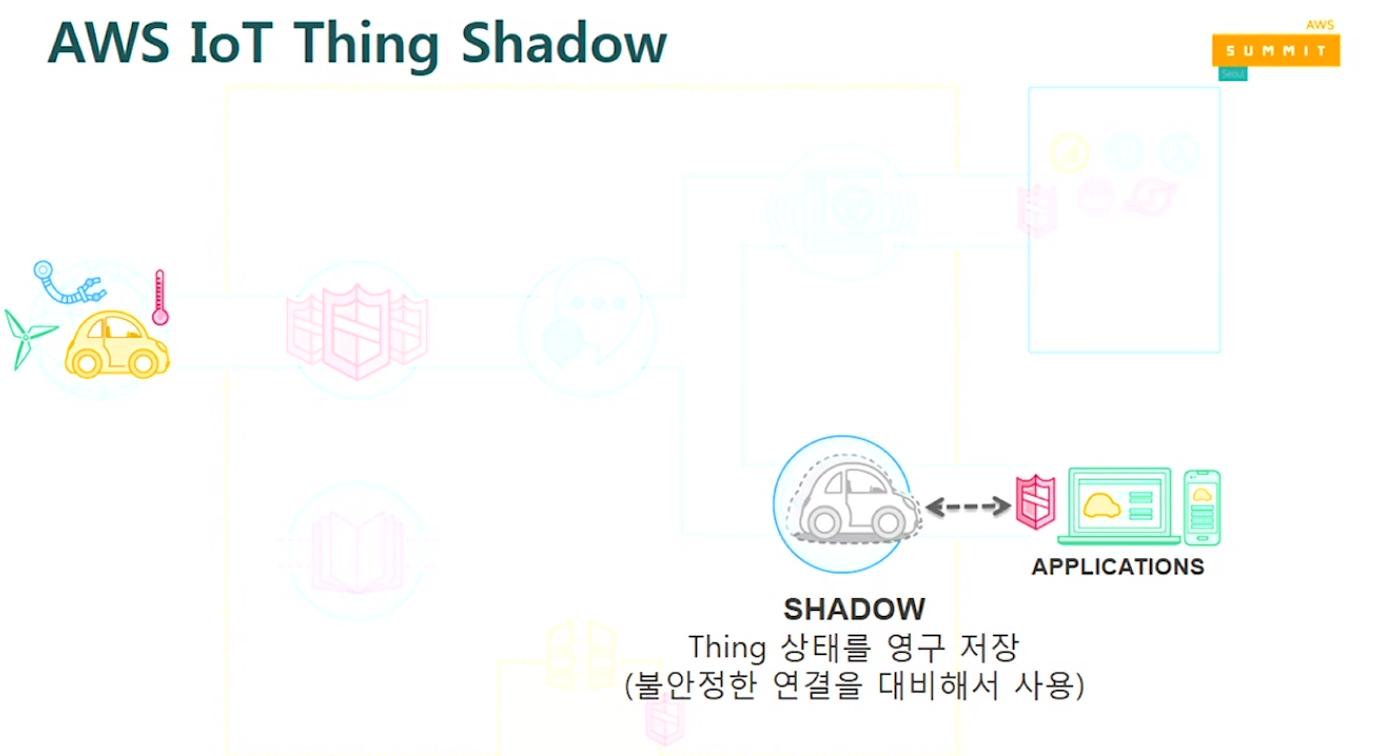 AWS IoT Thing Shadow
AWS
SUMMIT
Seoul
APPLICATIONS
SHADOW
Thing 상태를 영구 저장
(불안정한 연결을 대비해서 사용)